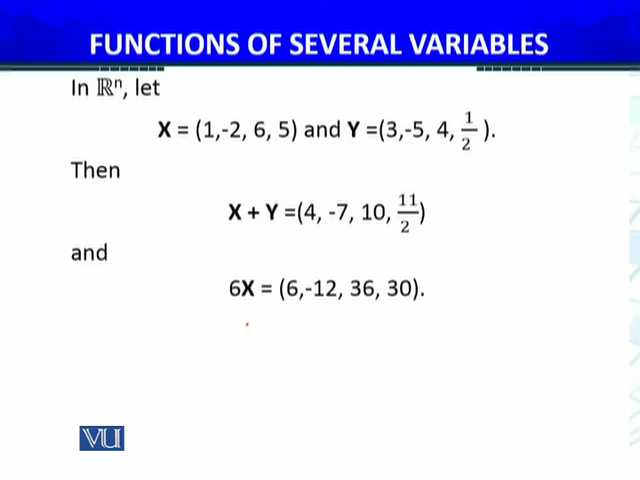 FUNCTIONS OF SEVERAL VARIABLES
In ℝⁿ, let
X = (1,-2, 6, 5) and Y =(3,-5, 4, 1/2 ).
Then
X + Y =(4, -7, 10, 11/2)
and
6X = (6,-12, 36, 30).
VU